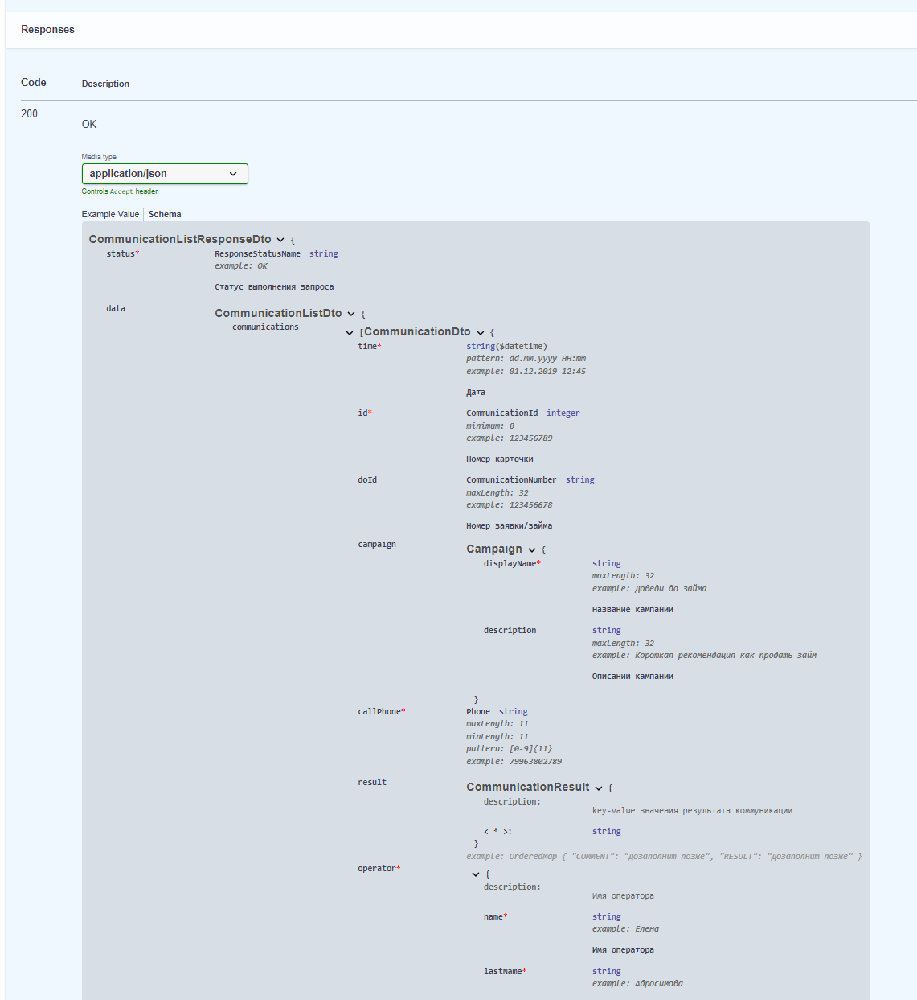 Responses
Code Description
200
OK
Media type
application/json
Controls Accept header.
Example Value Schema
CommunicationListResponseDto {
status* ResponseStatusName string
example: OK
Статус выполнения запроса
data CommunicationListDto {
communications
[CommunicationDto {
time* string($datetime)
pattern: dd.MM.yyyy HH:mm
example: 01.12.2019 12:45
Дата
id* CommunicationId integer
minimum: 0
example: 123456789
Номер карточки
doId CommunicationNumber string
maxLength: 32
example: 123456678
Номер заявки/займа
campaign Campaign {
displayName* string
maxLength: 32
example: Доведи до займа
Название кампании
description string
maxLength: 32
example: Короткая рекомендация как продать займ
Описании кампании
}
callPhone* Phone string
maxLength: 11
minLength: 11
pattern: [0-9]{11}
example: 79963802789
result CommunicationResult {
description:
key-value значения результата коммуникации
< * >: string
}
example: OrderedMap { "COMMENT": "Дозаполнит позже", "RESULT": "Дозаполнит позже" }
operator* {
description:
Имя оператора
name* string
example: Елена
Имя оператора
lastName* string
example: Абросимова